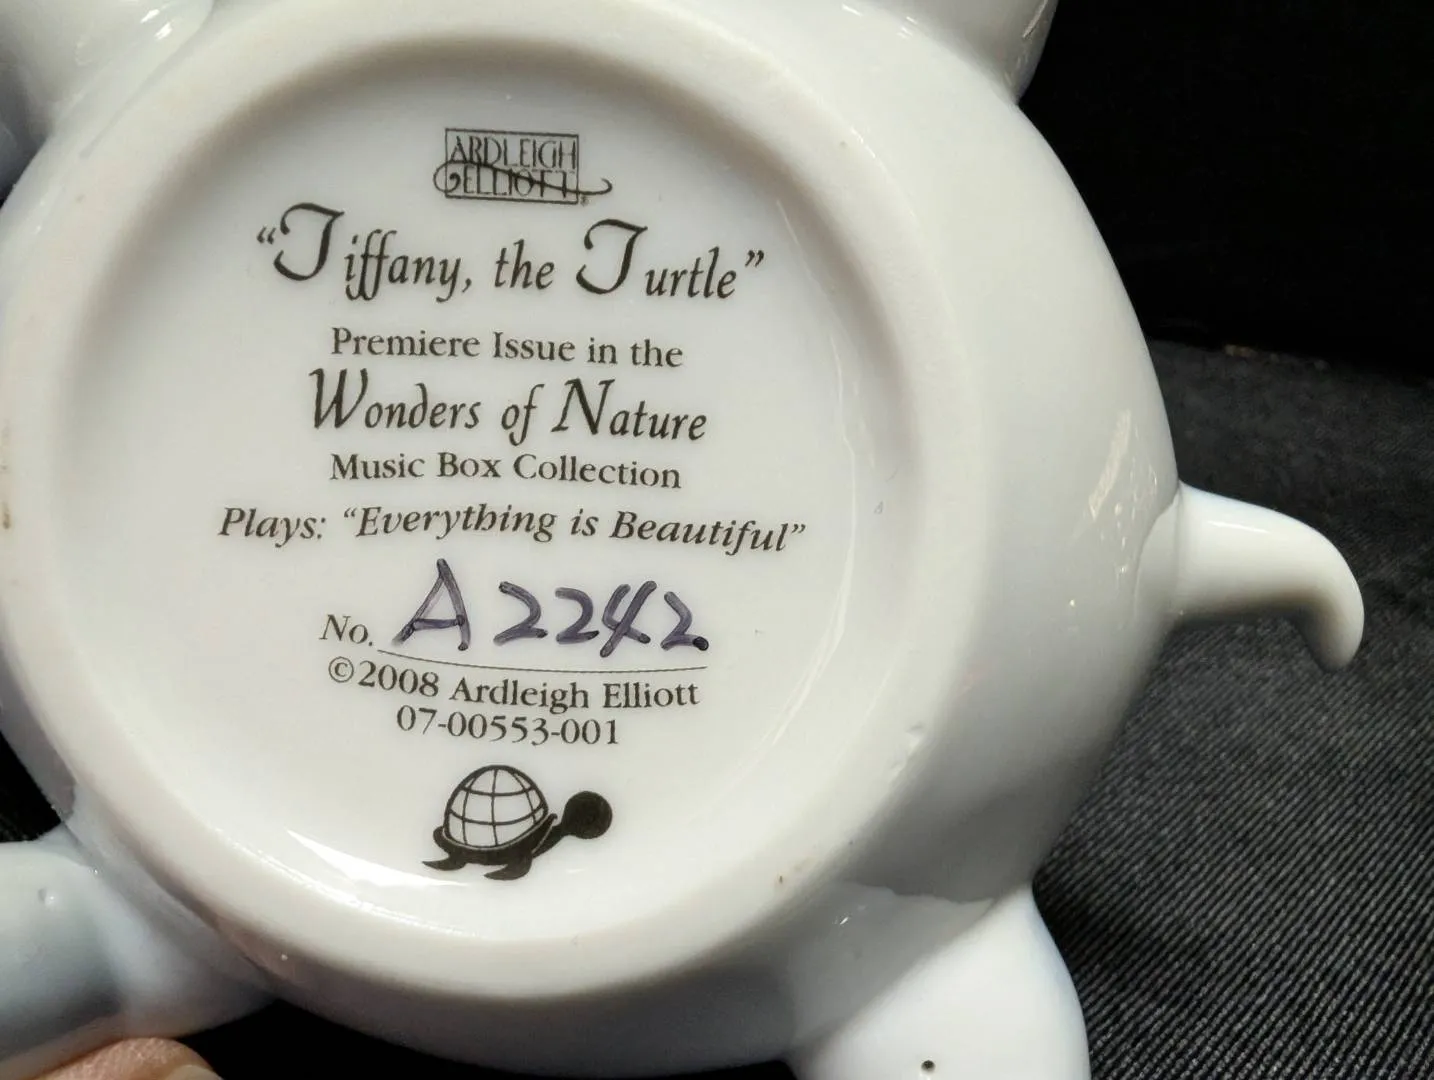 ARDLEIGH
ELLIOTT®
“Tiffany, the Turtle”
Premiere Issue in the
Wonders of Nature
Music Box Collection
Plays: “Everything is Beautiful”
No. A2242
©2008 Ardleigh Elliott
07-00553-001